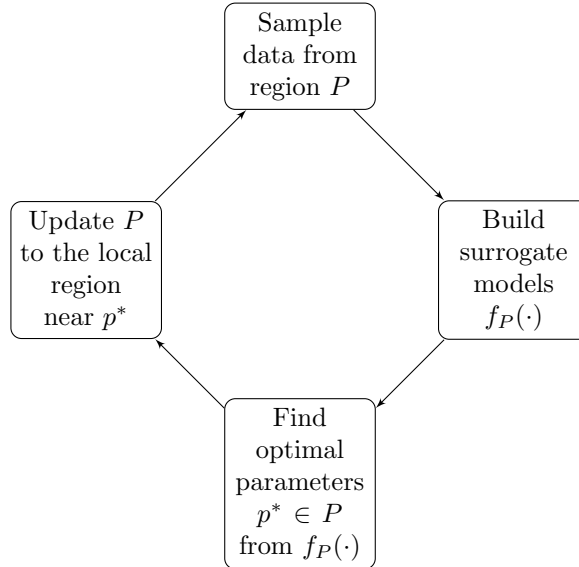 Sample
data from
region P
Build
surrogate
models
f_P(·)
Find
optimal
parameters
p* ∈ P
from f_P(·)
Update P
to the local
region
near p*